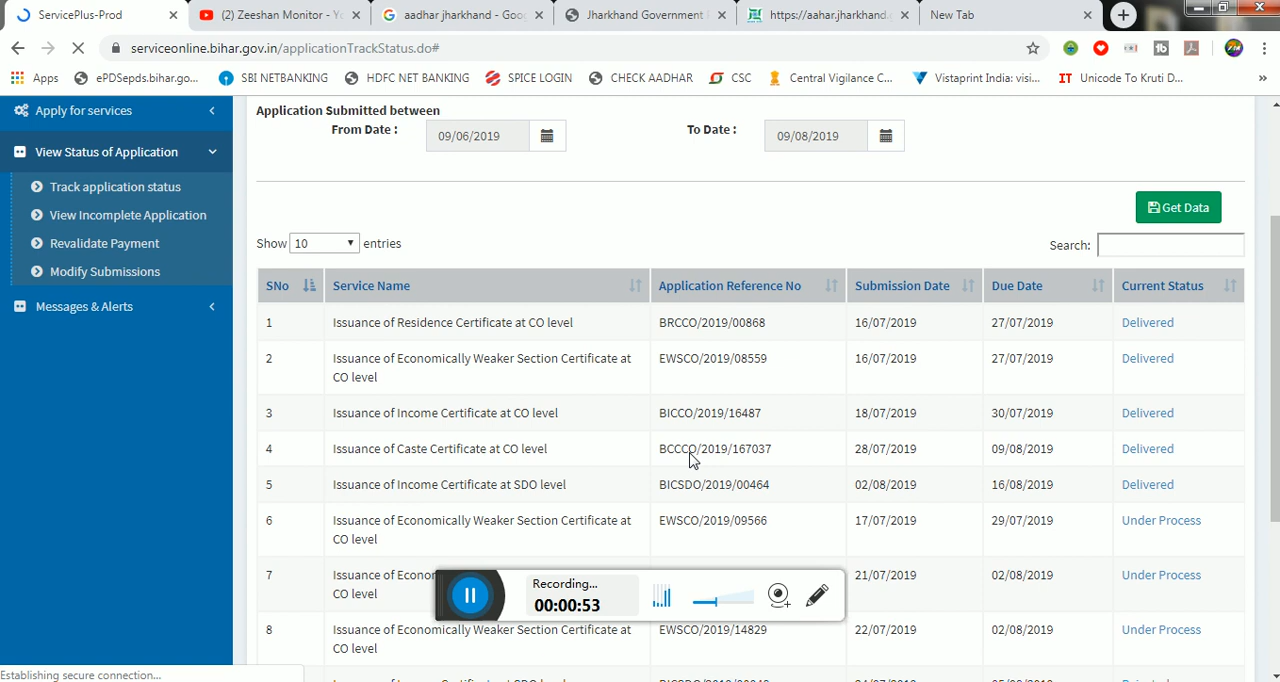 ServicePlus-Prod
(2) Zeeshan Monitor - Yo
aadhar jharkhand - Goo
Jharkhand Government
https://aahar.jharkhand.
New Tab
serviceonline.bihar.gov.in/applicationTrackStatus.do#
Apps
ePDSepds.bihar.go...
SBI NETBANKING
HDFC NET BANKING
SPICE LOGIN
CHECK AADHAR
CSC
Central Vigilance C...
Vistaprint India: visi...
IT Unicode To Kruti D...
»
Apply for services
View Status of Application
Track application status
View Incomplete Application
Revalidate Payment
Modify Submissions
Messages & Alerts
Application Submitted between
From Date : 09/06/2019 To Date : 09/08/2019
Get Data
Show 10 entries Search:
SNo Service Name Application Reference No Submission Date Due Date Current Status
1 Issuance of Residence Certificate at CO level BRCCO/2019/00868 16/07/2019 27/07/2019 Delivered
2 Issuance of Economically Weaker Section Certificate at EWSCO/2019/08559 16/07/2019 27/07/2019 Delivered
CO level
3 Issuance of Income Certificate at CO level BICCO/2019/16487 18/07/2019 30/07/2019 Delivered
4 Issuance of Caste Certificate at CO level BCCCO/2019/167037 28/07/2019 09/08/2019 Delivered
5 Issuance of Income Certificate at SDO level BICSDO/2019/00464 02/08/2019 16/08/2019 Delivered
6 Issuance of Economically Weaker Section Certificate at EWSCO/2019/09566 17/07/2019 29/07/2019 Under Process
CO level
7 Issuance of Econo 21/07/2019 02/08/2019 Under Process
CO level
Recording...
00:00:53
8 Issuance of Economically Weaker Section Certificate at EWSCO/2019/14829 22/07/2019 02/08/2019 Under Process
CO level
Establishing secure connection...